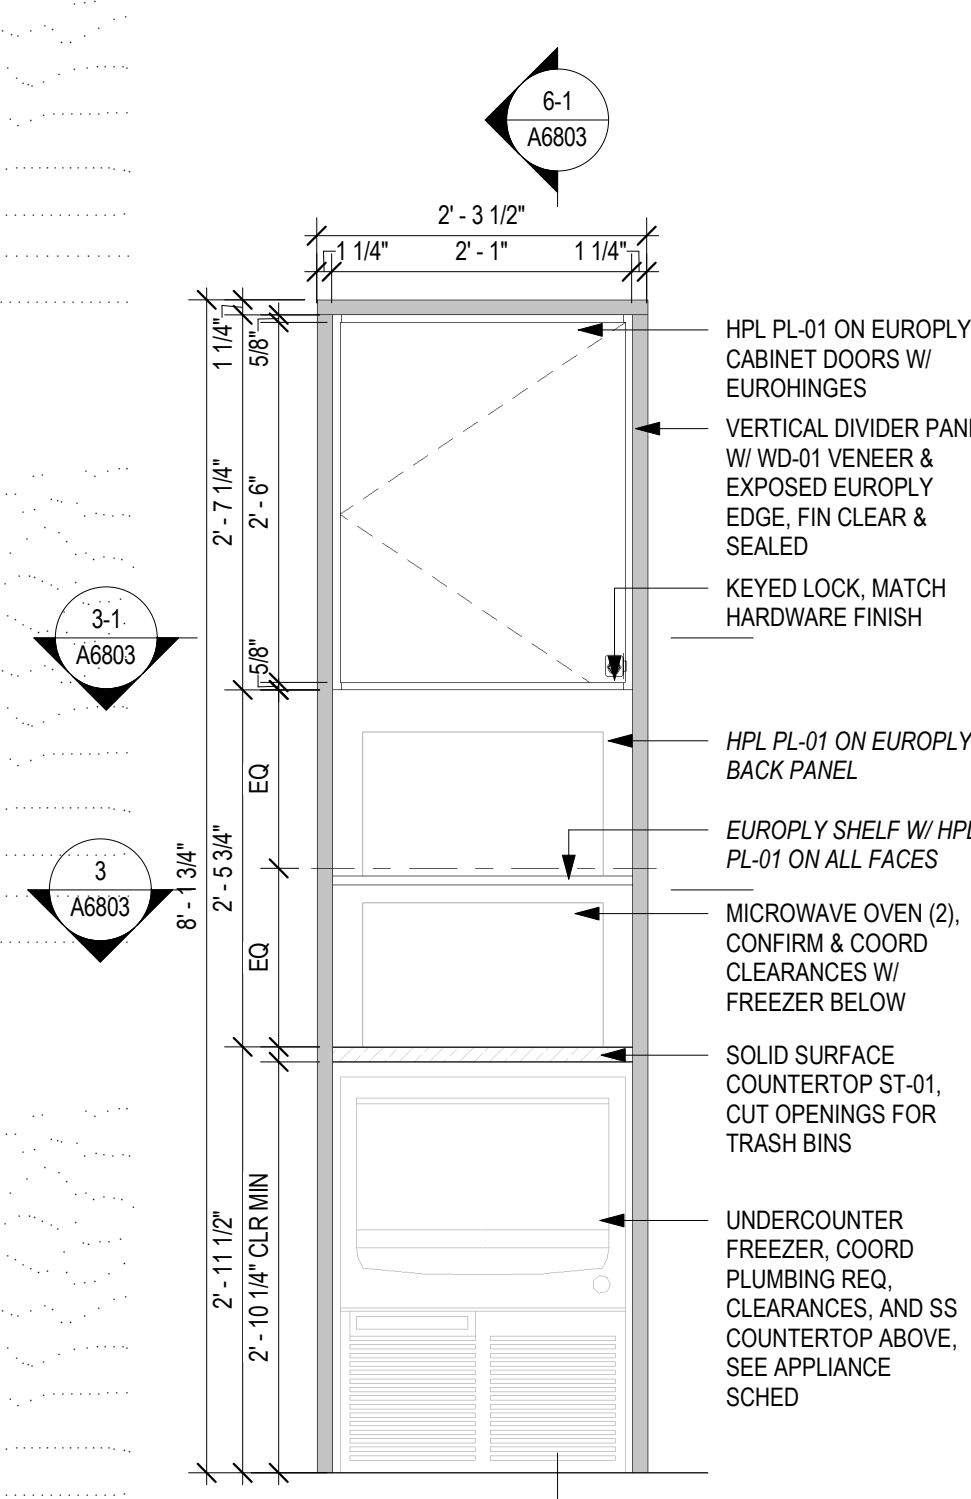 6-1
A6803
2' - 3 1/2"
1 1/4"
2' - 1"
1 1/4"
1 1/4"
5/8"
2' - 7 1/4"
2' - 6"
5/8"
EQ
2' - 5 3/4"
8' - 1 3/4"
EQ
2' - 11 1/2"
2' - 10 1/4" CLR MIN
3-1
A6803
3
A6803
HPL PL-01 ON EUROPLY
CABINET DOORS W/
EUROHINGES
VERTICAL DIVIDER
W/ WD-01 VENEER &
EXPOSED EUROPLY
EDGE, FIN CLEAR &
SEALED
KEYED LOCK, MATCH
HARDWARE FINISH
HPL PL-01 ON EUROPLY
BACK PANEL
EUROPLY SHELF W/ HPL
PL-01 ON ALL FACES
MICROWAVE OVEN (2),
CONFIRM & COORD
CLEARANCES W/
FREEZER BELOW
SOLID SURFACE
COUNTERTOP ST-01,
CUT OPENINGS FOR
TRASH BINS
UNDERCOUNTER
FREEZER, COORD
PLUMBING REQ,
CLEARANCES, AND SS
COUNTERTOP ABOVE,
SEE APPLIANCE
SCHED